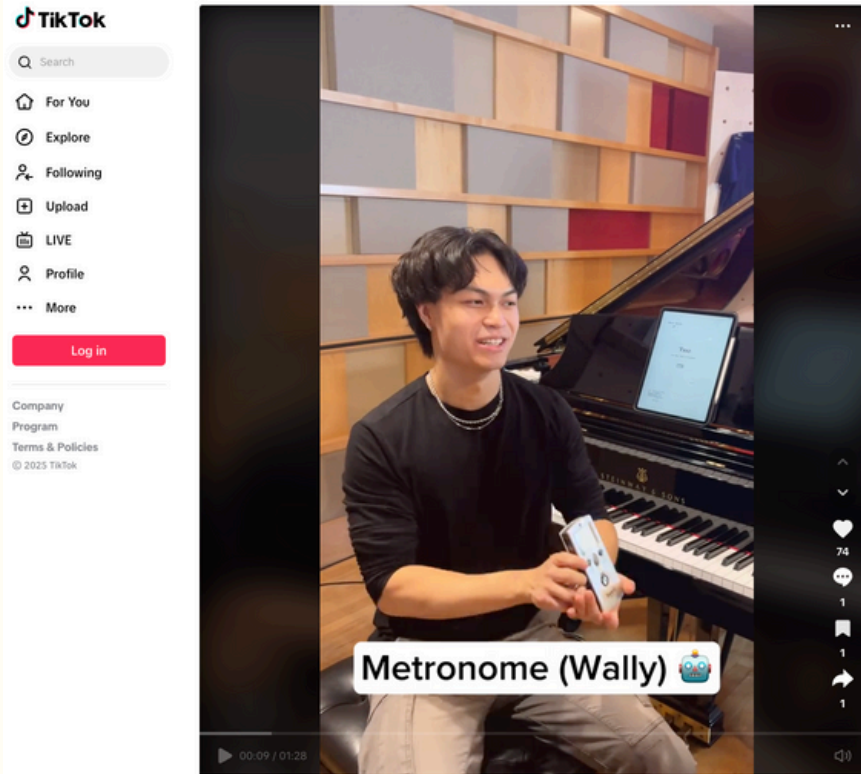 TikTok
Search
For You
Explore
Following
Upload
LIVE
Profile
More
Log in
Company
Program
Terms & Policies
© 2025 TikTok
STEINWAY & SONS
Metronome (Wally)
74
1
1
1
00:09 / 01:28